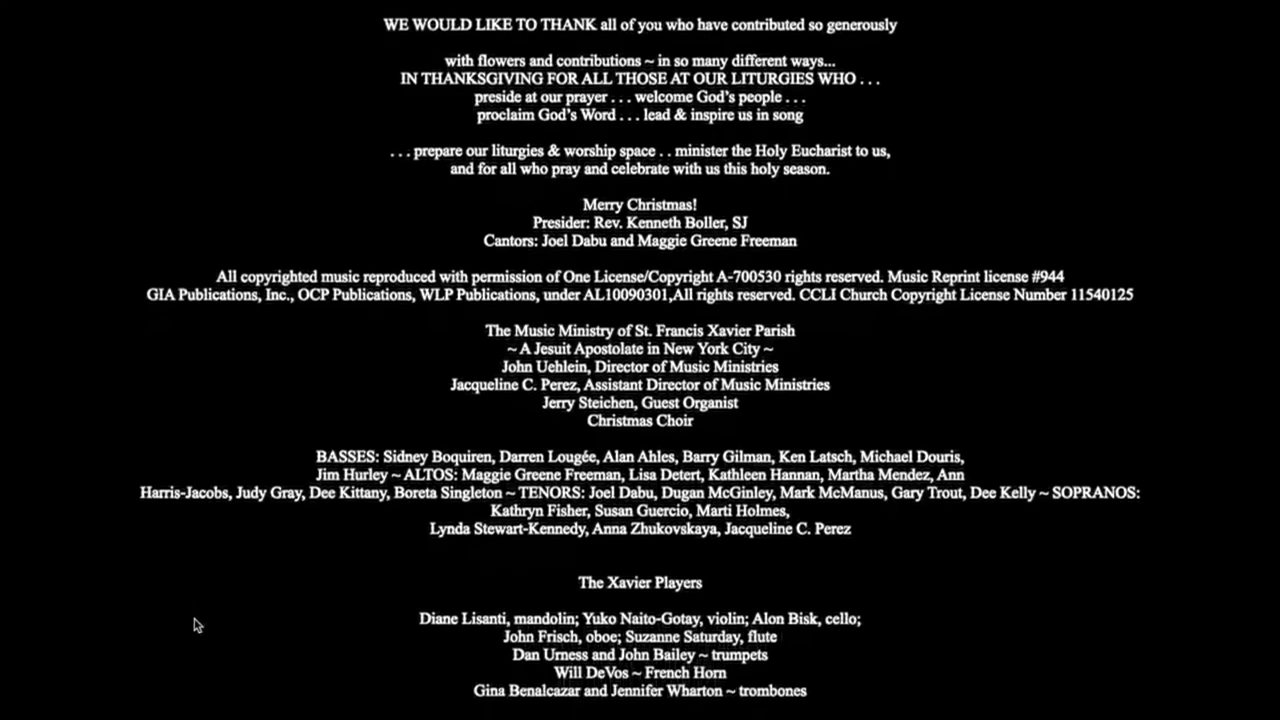 WE WOULD LIKE TO THANK all of you who have contributed so generously
with flowers and contributions ~ in so many different ways...
IN THANKSGIVING FOR ALL THOSE AT OUR LITURGIES WHO . . .
preside at our prayer . . . welcome God's people . . .
proclaim God's Word . . . lead & inspire us in song
. . . prepare our liturgies & worship space . . minister the Holy Eucharist to us,
and for all who pray and celebrate with us this holy season.
Merry Christmas!
Presider: Rev. Kenneth Boller, SJ
Cantors: Joel Dabu and Maggie Greene Freeman
All copyrighted music reproduced with permission of One License/Copyright A-700530 rights reserved. Music Reprint license #944
GIA Publications, Inc., OCP Publications, WLP Publications, under AL10090301,All rights reserved. CCLI Church Copyright License Number 11540125
The Music Ministry of St. Francis Xavier Parish
~ A Jesuit Apostolate in New York City ~
John Uehlein, Director of Music Ministries
Jacqueline C. Perez, Assistant Director of Music Ministries
Jerry Steichen, Guest Organist
Christmas Choir
BASSES: Sidney Boquiren, Darren Lougée, Alan Ahles, Barry Gilman, Ken Latsch, Michael Douris,
Jim Hurley ~ ALTOS: Maggie Greene Freeman, Lisa Detert, Kathleen Hannan, Martha Mendez, Ann
Harris-Jacobs, Judy Gray, Dee Kittany, Boreta Singleton ~ TENORS: Joel Dabu, Dugan McGinley, Mark McManus, Gary Trout, Dee Kelly ~ SOPRANOS:
Kathryn Fisher, Susan Guercio, Marti Holmes,
Lynda Stewart-Kennedy, Anna Zhukovskaya, Jacqueline C. Perez
The Xavier Players
Diane Lisanti, mandolin; Yuko Naito-Gotay, violin; Alon Bisk, cello;
John Frisch, oboe; Suzanne Saturday, flute
Dan Urness and John Bailey ~ trumpets
Will DeVos ~ French Horn
Gina Benalcazar and Jennifer Wharton ~ trombones